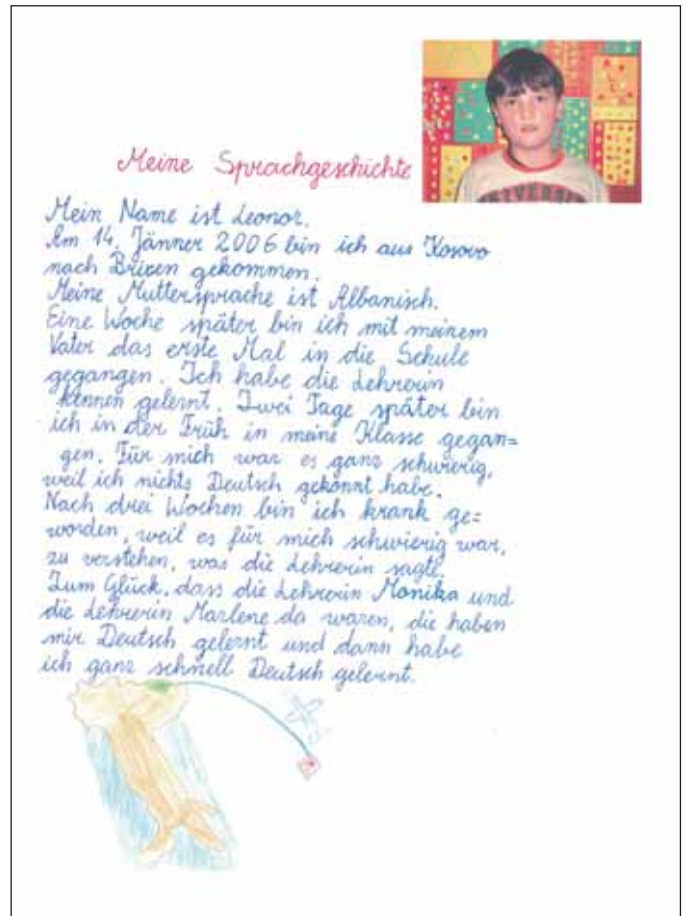 UNIVERSI
Meine Sprachgeschichte
Mein Name ist Leonor.
Am 14. Jänner 2006 bin ich aus Kosovo
nach Brixen gekommen.
Meine Muttersprache ist Albanisch.
Eine Woche später bin ich mit meinem
Vater das erste Mal in die Schule
gegangen. Ich habe die Lehrerin
kennen gelernt. Zwei Tage später bin
ich in der Früh in meine Klasse gegan=
gen. Für mich war es ganz schwierig,
weil ich nichts Deutsch gekonnt habe.
Nach drei Wochen bin ich krank ge=
worden, weil es für mich schwierig war,
zu verstehen, was die Lehrerin sagte.
Zum Glück, dass die Lehrerin Monika und
die Lehrerin Marlene da waren, die haben
mir Deutsch gelernt und dann habe
ich ganz schnell Deutsch gelernt.